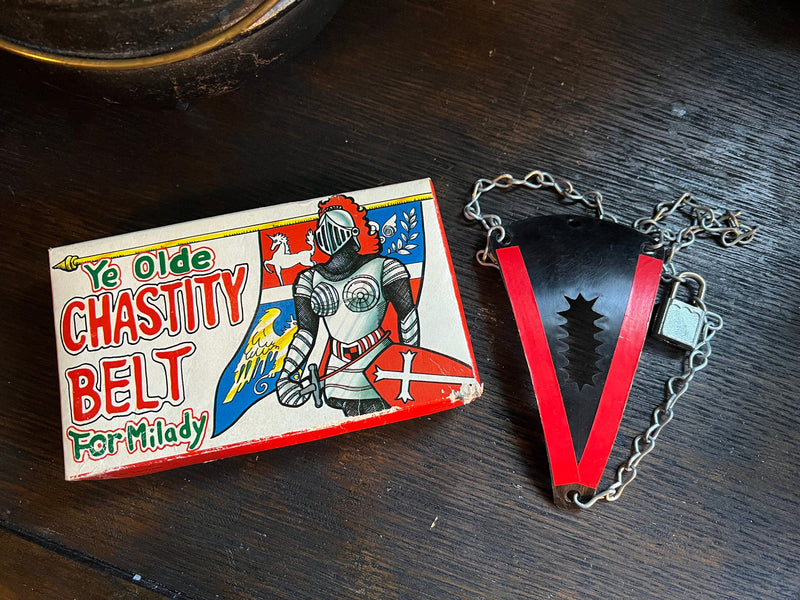 Ye Olde
CHASTITY
BELT
For Milady